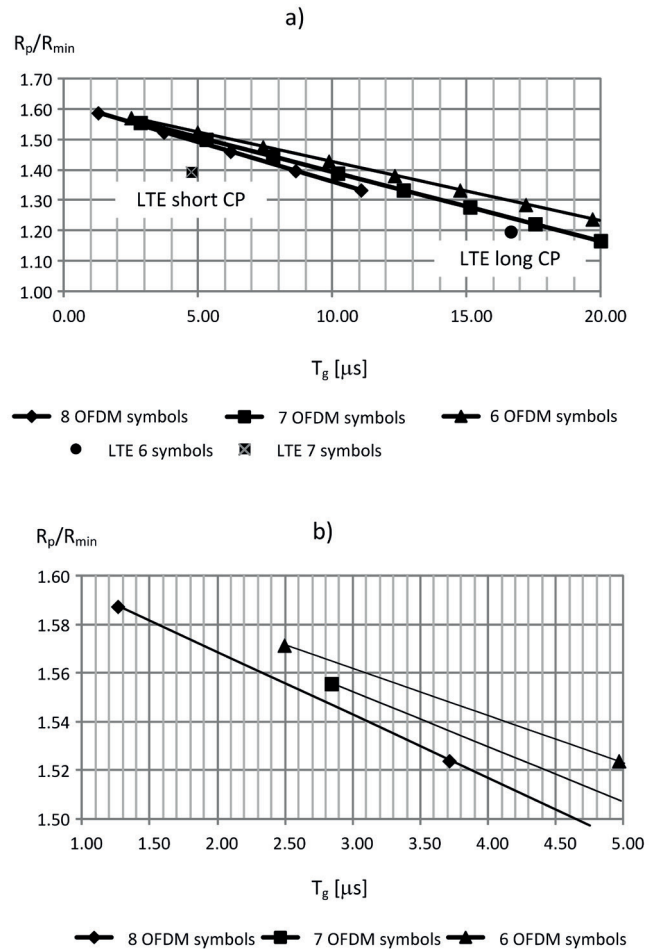 a)
Rp/Rmin
1.70
1.60
1.50
1.40
1.30
1.20
1.10
1.00
LTE short CP
LTE long CP
0.00 5.00 10.00 15.00 20.00
Tg [μs]
8 OFDM symbols 7 OFDM symbols 6 OFDM symbols
LTE 6 symbols LTE 7 symbols
b)
Rp/Rmin
1.60
1.58
1.56
1.54
1.52
1.50
1.00 1.50 2.00 2.50 3.00 3.50 4.00 4.50 5.00
Tg [μs]
8 OFDM symbols 7 OFDM symbols 6 OFDM symbols